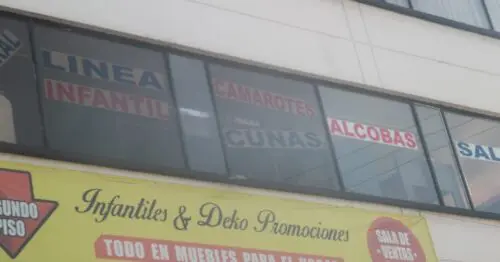 LINEA
INFANTIL
CAMAROTES
CUNAS
ALCOBAS
SAL
Infantiles & Deko Promociones
GUNDO
PISO
TODO EN MUEBLES PARA EL HOGAR
SALA DE
- VENTAS -